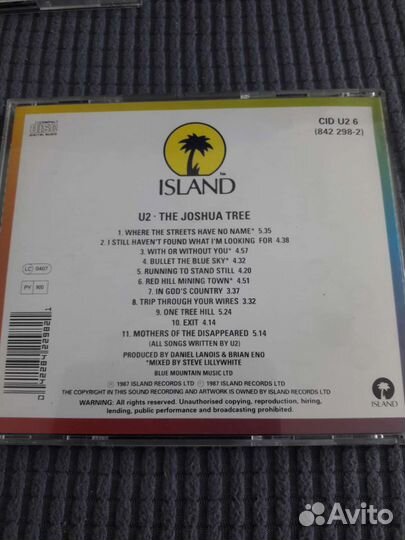 COMPACT
disc
DIGITAL AUDIO
CID U2 6
(842 298-2)
ISLAND™
U2 · THE JOSHUA TREE
1. WHERE THE STREETS HAVE NO NAME* 5.35
2. I STILL HAVEN'T FOUND WHAT I'M LOOKING FOR 4.38
3. WITH OR WITHOUT YOU* 4.57
4. BULLET THE BLUE SKY* 4.32
5. RUNNING TO STAND STILL 4.20
6. RED HILL MINING TOWN* 4.51
7. IN GOD'S COUNTRY 3.37
8. TRIP THROUGH YOUR WIRES 3.32
9. ONE TREE HILL 5.24
10. EXIT 4.14
11. MOTHERS OF THE DISAPPEARED 5.14
(ALL SONGS WRITTEN BY U2)
LC 0407
PY 900
PRODUCED BY DANIEL LANOIS & BRIAN ENO
*MIXED BY STEVE LILLYWHITE
BLUE MOUNTAIN MUSIC LTD
℗ 1987 ISLAND RECORDS LTD © 1987 ISLAND RECORDS LTD
THE COPYRIGHT IN THIS SOUND RECORDING AND ARTWORK IS OWNED BY ISLAND RECORDS LTD
WARNING: All rights reserved. Unauthorised copying, reproduction, hiring,
lending, public performance and broadcasting prohibited.
ISLAND
Avito